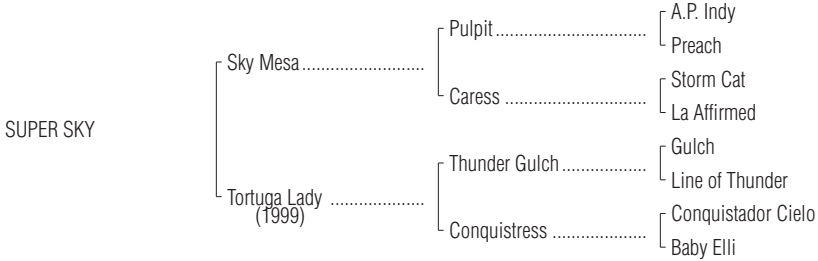 A.P. Indy
Pulpit..............................
Preach
Sky Mesa.........................
Storm Cat
Caress .............................
La Affirmed
SUPER SKY
Gulch
Thunder Gulch.................
Line of Thunder
Tortuga Lady ...................
(1999)
Conquistador Cielo
Conquistress ...................
Baby Elli